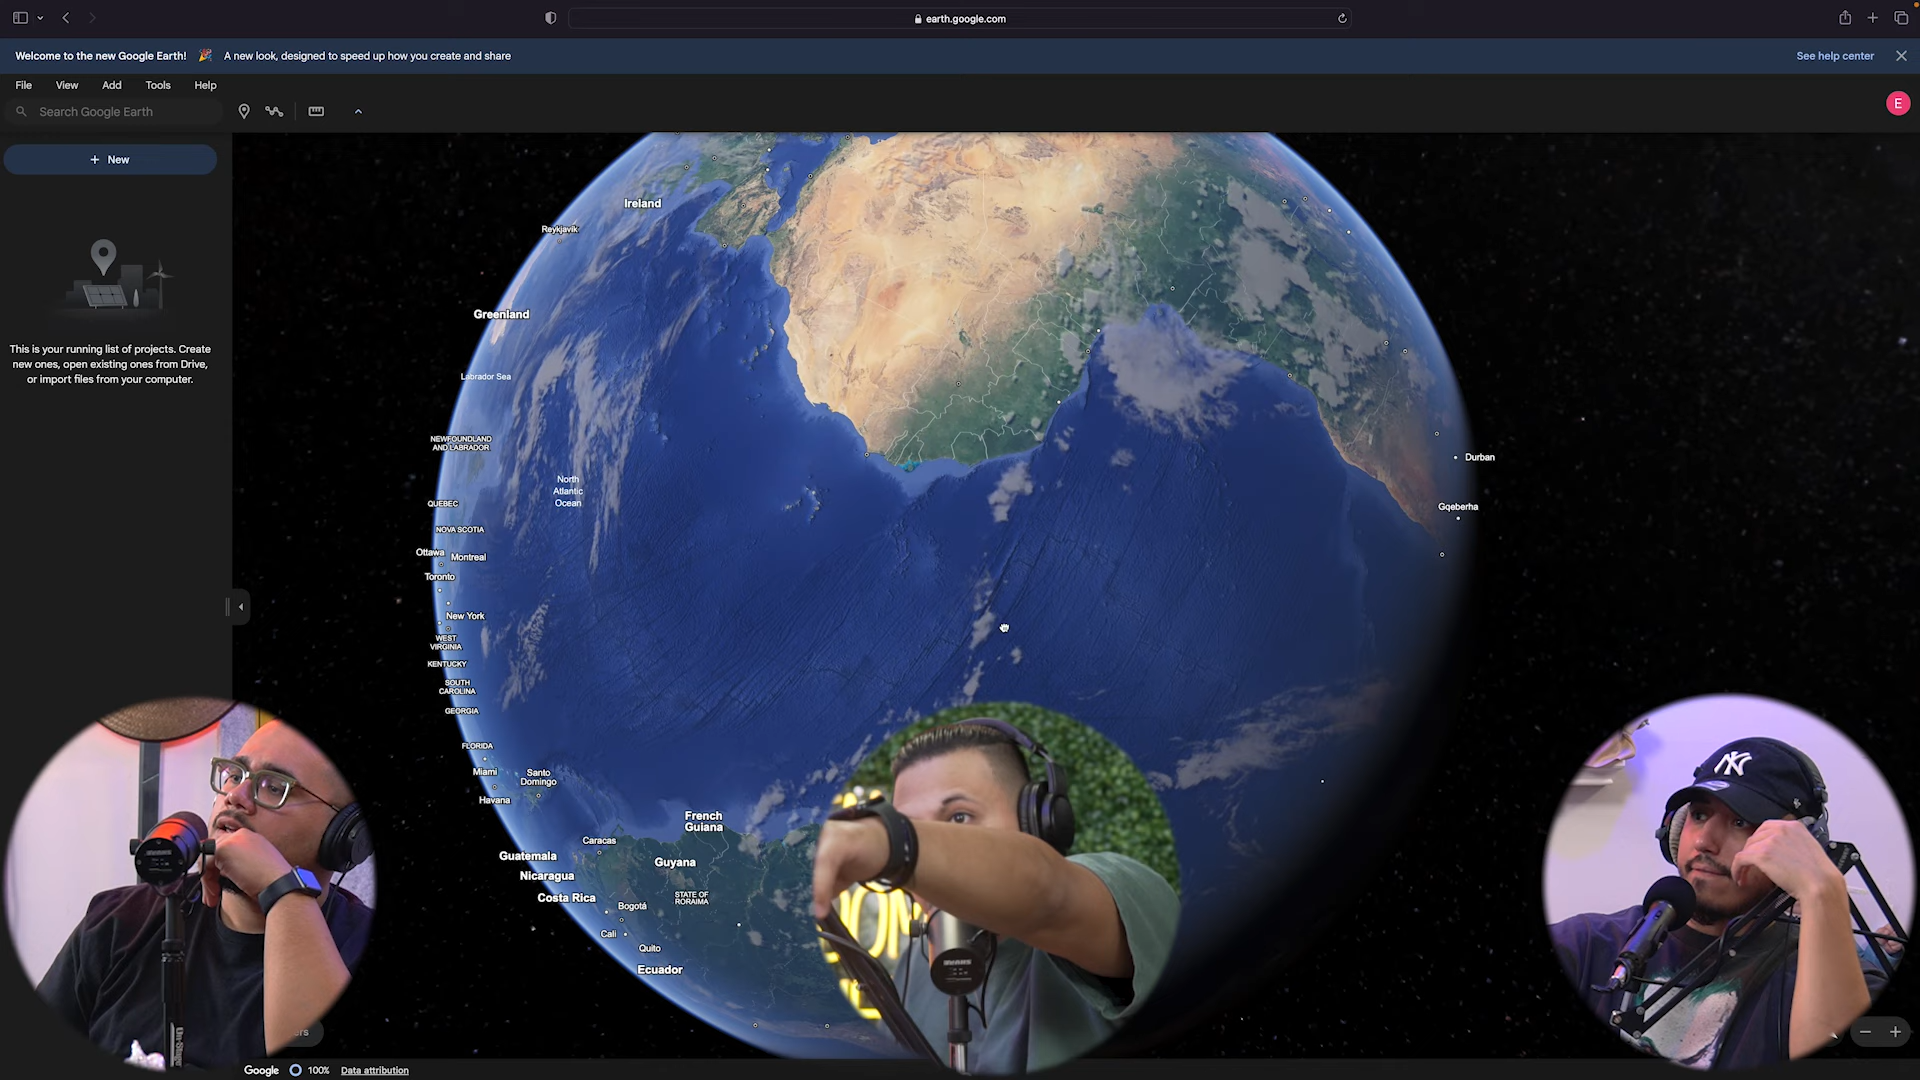 earth.google.com
Welcome to the new Google Earth! 🎉 A new look, designed to speed up how you create and share
See help center
File View Add Tools Help
Search Google Earth
E
+ New
This is your running list of projects. Create
new ones, open existing ones from Drive,
or import files from your computer.
Ireland
Reykjavík
Greenland
Labrador Sea
NEWFOUNDLAND
AND LABRADOR
North
Atlantic
Ocean
QUEBEC
NOVA SCOTIA
Ottawa
Montreal
Toronto
New York
WEST
VIRGINIA
KENTUCKY
SOUTH
CAROLINA
GEORGIA
FLORIDA
Miami
Santo
Domingo
Havana
French
Guiana
Caracas
Guatemala
Guyana
Nicaragua
Costa Rica
STATE OF
RORAIMA
Bogotá
Cali
Quito
Ecuador
Durban
Gqeberha
NY
SHURE
On-Stage
Google 100% Data attribution